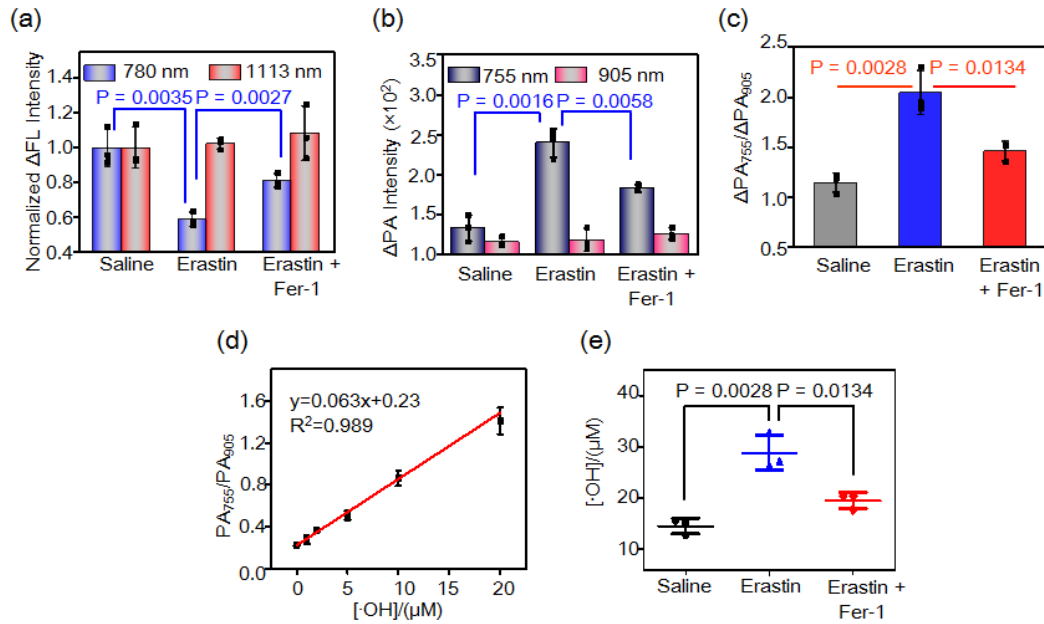 (a)
Normalized ΔFL Intensity
1.4
1.2
1.0
0.8
0.6
0.4
780 nm
1113 nm
P = 0.0035
P = 0.0027
Saline
Erastin
Erastin +
Fer-1
(b)
ΔPA Intensity (×10²)
3.5
3.0
2.5
2.0
1.5
1.0
755 nm
905 nm
P = 0.0016
P = 0.0058
Saline
Erastin
Erastin +
Fer-1
(c)
ΔPA₇₅₅/ΔPA₉₀₅
2.5
2.0
1.5
1.0
0.5
P = 0.0028
P = 0.0134
Saline
Erastin
Erastin
+ Fer-1
(d)
PA₇₅₅/PA₉₀₅
1.6
1.2
0.8
0.4
0.0
y=0.063x+0.23
R²=0.989
0
5
10
15
20
[·OH]/(μM)
(e)
[·OH]/(μM)
40
30
20
10
P = 0.0028
P = 0.0134
Saline
Erastin
Erastin +
Fer-1